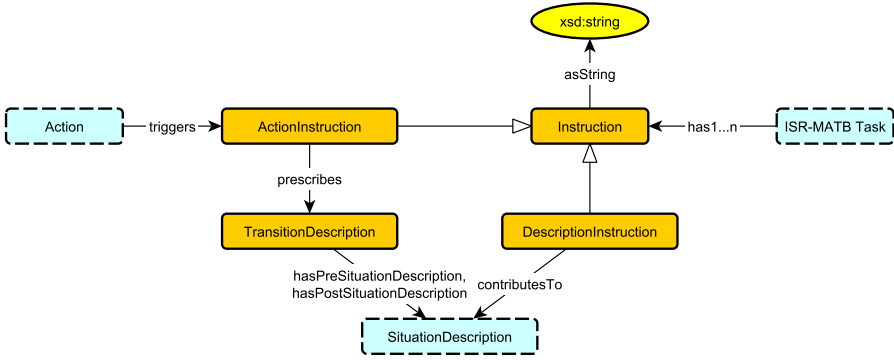 xsd:string
asString
Action
triggers
ActionInstruction
Instruction
has1...n
ISR-MATB Task
prescribes
TransitionDescription
DescriptionInstruction
hasPreSituationDescription,
hasPostSituationDescription
contributesTo
SituationDescription